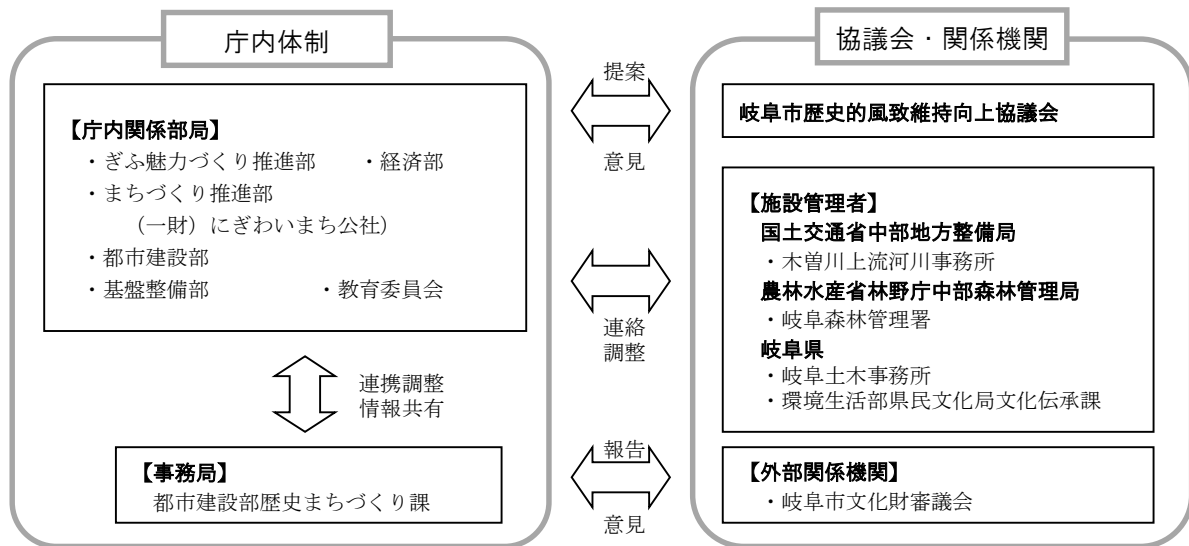 庁内体制
【庁内関係部局】
・ぎふ魅力づくり推進部 ・経済部
・まちづくり推進部
（一財）にぎわいまち公社）
・都市建設部
・基盤整備部 ・教育委員会
連携調整
情報共有
【事務局】
都市建設部歴史まちづくり課
提案
意見
連絡
調整
報告
意見
協議会・関係機関
岐阜市歴史的風致維持向上協議会
【施設管理者】
国土交通省中部地方整備局
・木曽川上流河川事務所
農林水産省林野庁中部森林管理局
・岐阜森林管理署
岐阜県
・岐阜土木事務所
・環境生活部県民文化局文化伝承課
【外部関係機関】
・岐阜市文化財審議会